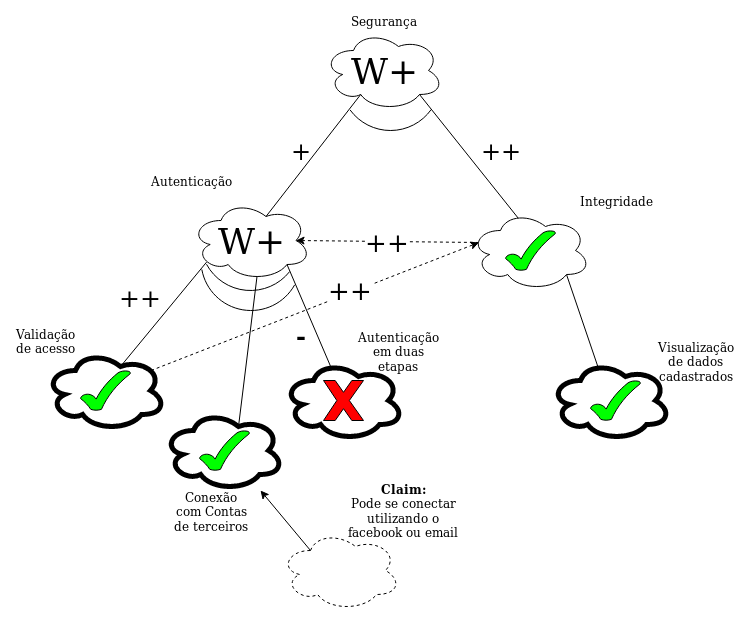 Segurança
W+
+
++
Autenticação
Integridade
W+
++
++
++
-
Validação
de acesso
Autenticação
em duas
etapas
Visualização
de dados
cadastrados
X
Conexão
com Contas
de terceiros
Claim:
Pode se conectar
utilizando o
facebook ou email